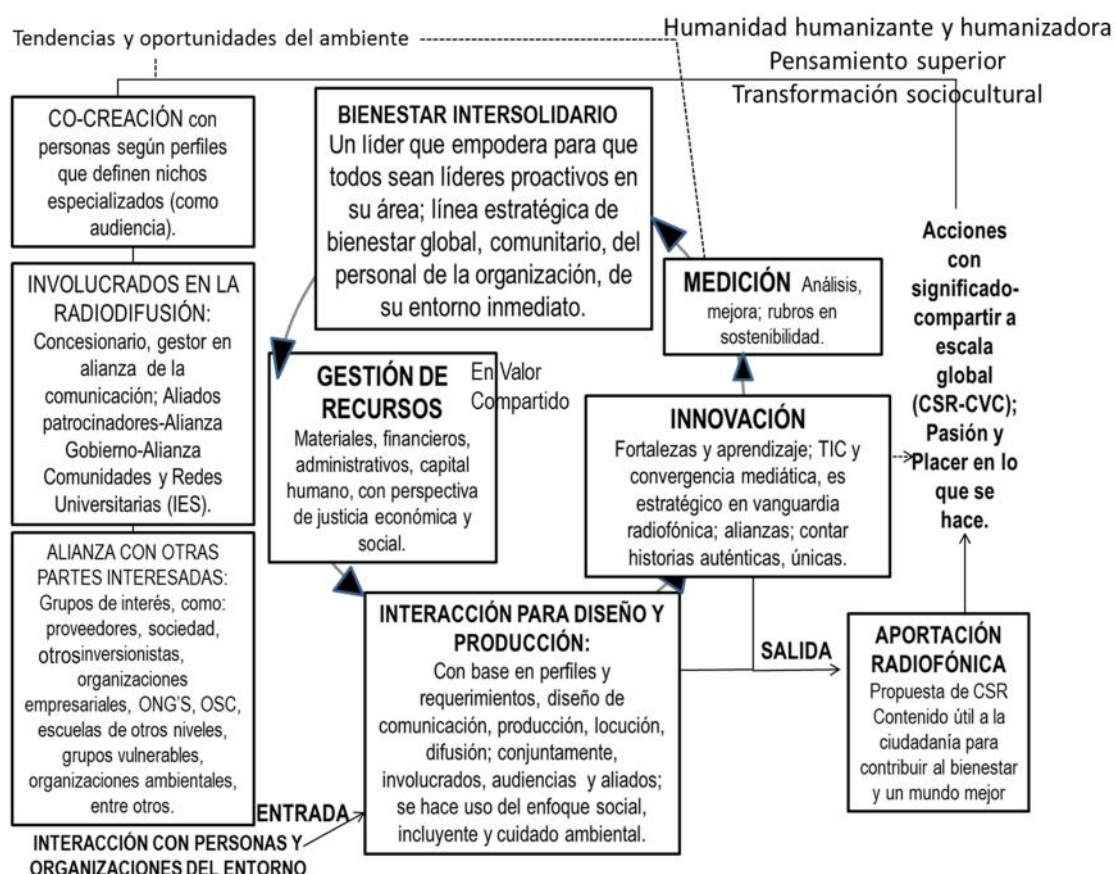 Tendencias y oportunidades del ambiente
Humanidad humanizante y humanizadora
Pensamiento superior
Transformación sociocultural
CO-CREACIÓN con
personas según perfiles
que definen nichos
especializados (como
audiencia).
INVOLUCRADOS EN LA
RADIODIFUSIÓN:
Concesionario, gestor en
alianza de la
comunicación; Aliados
patrocinadores-Alianza
Gobierno-Alianza
Comunidades y Redes
Universitarias (IES).
ALIANZA CON OTRAS
PARTES INTERESADAS:
Grupos de interés, como:
proveedores, sociedad,
otros inversionistas,
organizaciones
empresariales, ONG'S, OSC,
escuelas de otros niveles,
grupos vulnerables,
organizaciones ambientales,
entre otros.
INTERACCIÓN CON PERSONAS Y
ORGANIZACIONES DEL ENTORNO
ENTRADA
BIENESTAR INTERSOLIDARIO
Un líder que empodera para que
todos sean líderes proactivos en
su área; línea estratégica de
bienestar global, comunitario, del
personal de la organización, de
su entorno inmediato.
GESTIÓN DE
RECURSOS
Materiales, financieros,
administrativos, capital
humano, con perspectiva
de justicia económica y
social.
En Valor
Compartido
INTERACCIÓN PARA DISEÑO Y
PRODUCCIÓN:
Con base en perfiles y
requerimientos, diseño de
comunicación, producción, locución,
difusión; conjuntamente,
involucrados, audiencias y aliados;
se hace uso del enfoque social,
incluyente y cuidado ambiental.
MEDICIÓN Análisis,
mejora; rubros en
sostenibilidad.
INNOVACIÓN
Fortalezas y aprendizaje; TIC y
convergencia mediática, es
estratégico en vanguardia
radiofónica; alianzas; contar
historias auténticas, únicas.
SALIDA
APORTACIÓN
RADIOFÓNICA
Propuesta de CSR
Contenido útil a la
ciudadanía para
contribuir al bienestar
y un mundo mejor
Acciones
con
significado-
compartir a
escala
global
(CSR-CVC);
Pasión y
Placer en lo
que se
hace.